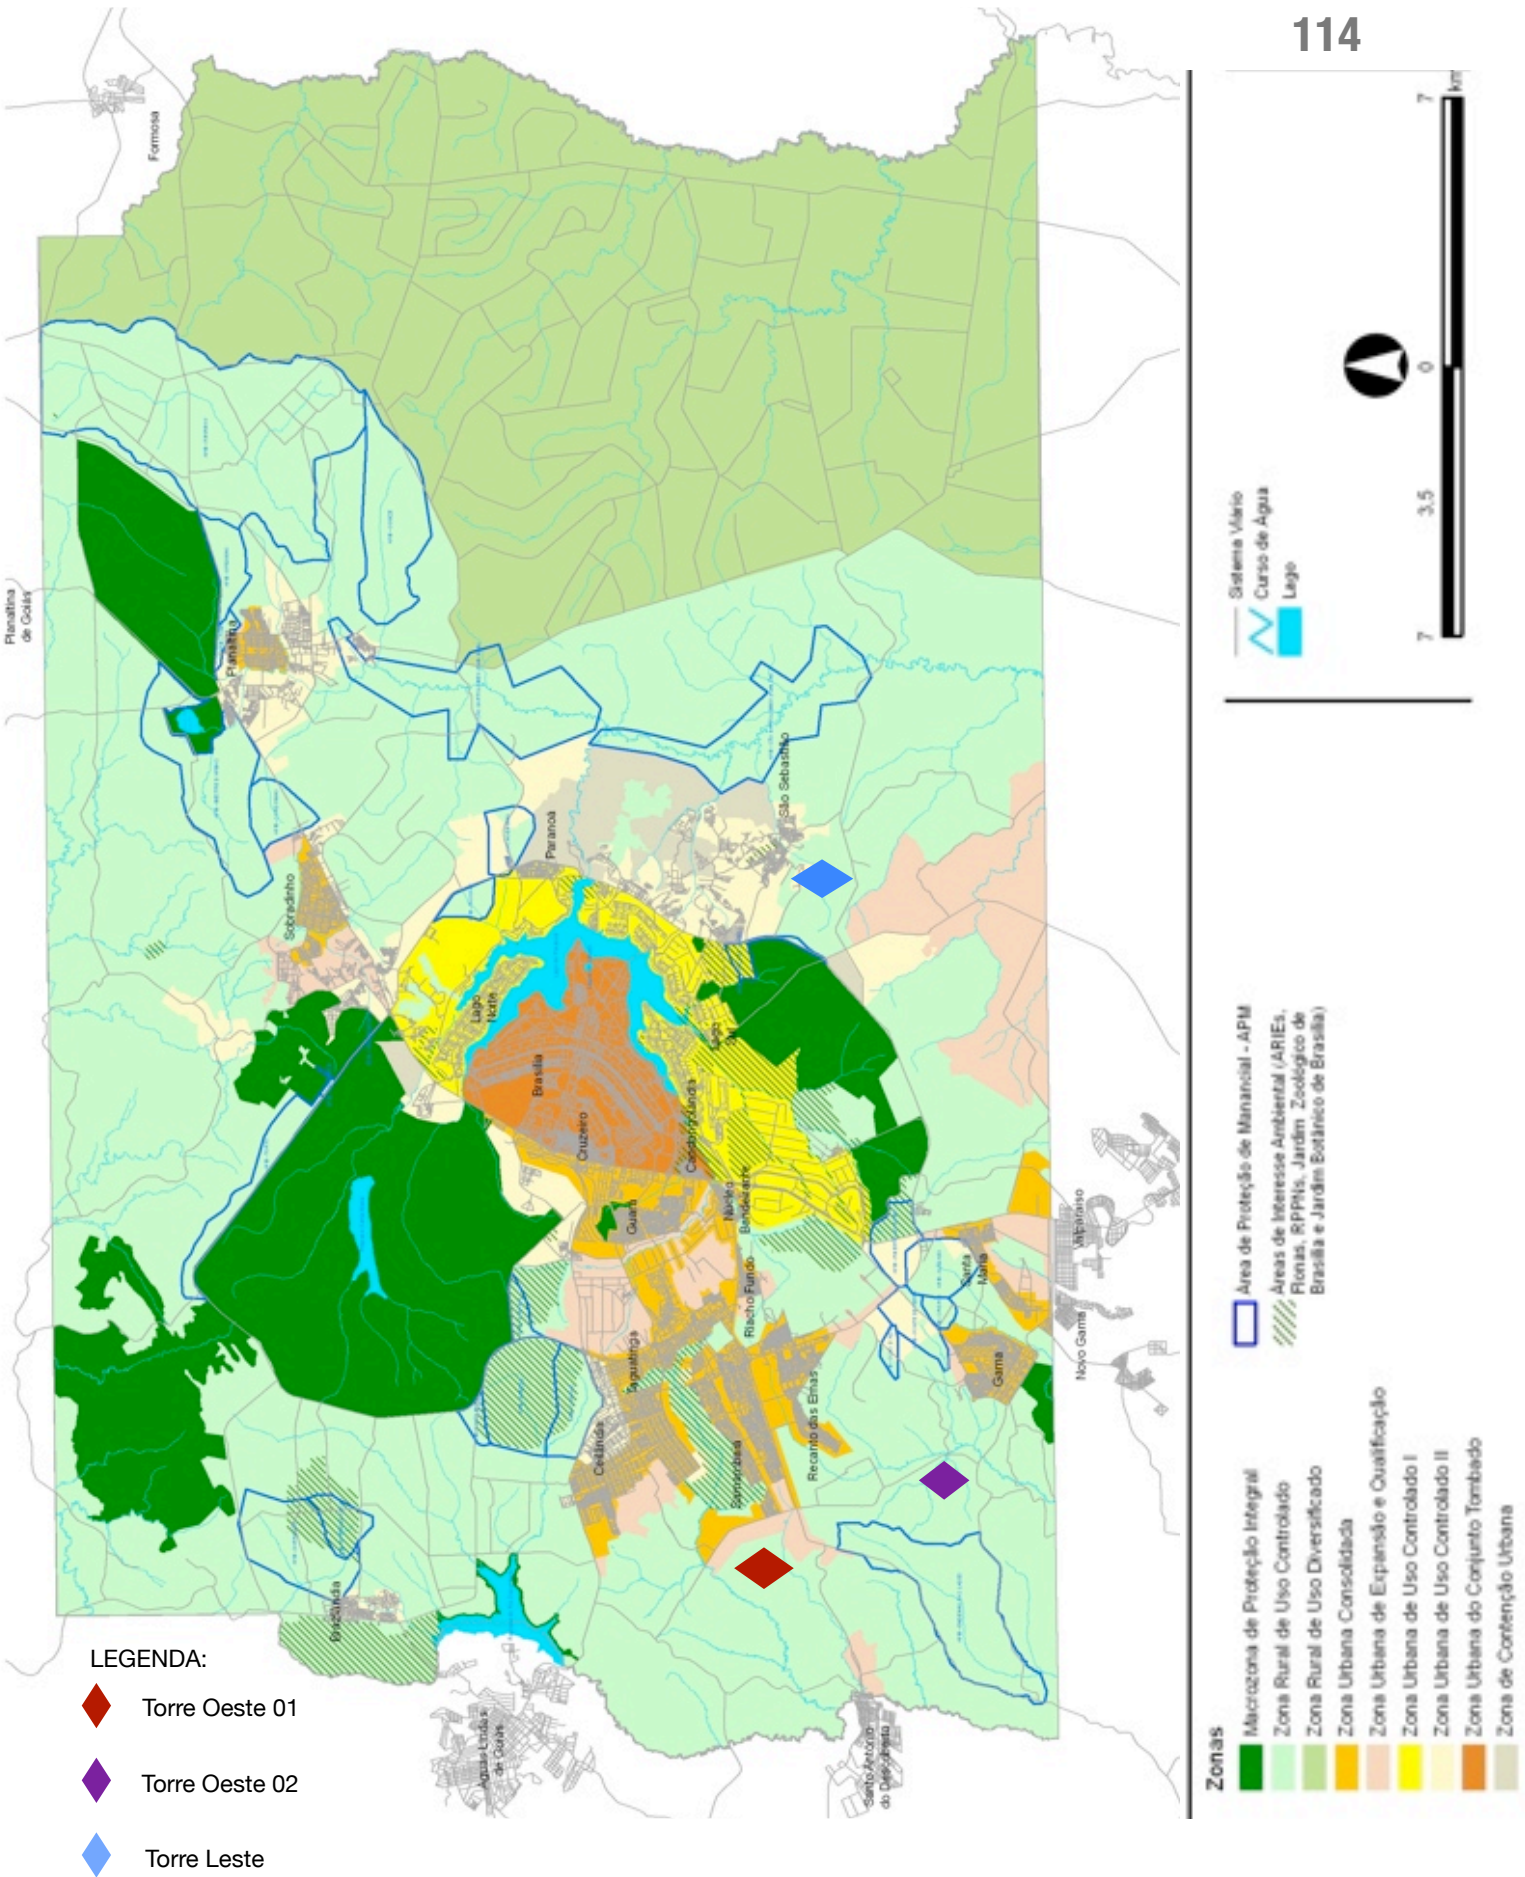 114
Formosa
Planaltina
de Goiás
Planaltina
Sobradinho
Paranoá
São Sebastião
Lago
Norte
Brasília
Cruzeiro
Lago
Sul
Candangolândia
Núcleo
Bandeirante
Guará
Riacho Fundo
Taguatinga
Ceilândia
Samambaia
Recanto das Emas
Santa
Maria
Gama
Valparaíso
Novo Gama
Brazlândia
Águas Lindas
de Goiás
Santo Antônio
do Descoberto
LEGENDA:
Torre Oeste 01
Torre Oeste 02
Torre Leste
Zonas
Macrozona de Proteção Integral
Zona Rural de Uso Controlado
Zona Rural de Uso Diversificado
Zona Urbana Consolidada
Zona Urbana de Expansão e Qualificação
Zona Urbana de Uso Controlado I
Zona Urbana de Uso Controlado II
Zona Urbana do Conjunto Tombado
Zona de Contenção Urbana
Área de Proteção de Manancial - APM
Áreas de Interesse Ambiental (ARIEs,
Flonas, RPPNs, Jardim Zoológico de
Brasília e Jardim Botânico de Brasília)
Sistema Viário
Curso de Água
Lago
7
3.5
0
7
km